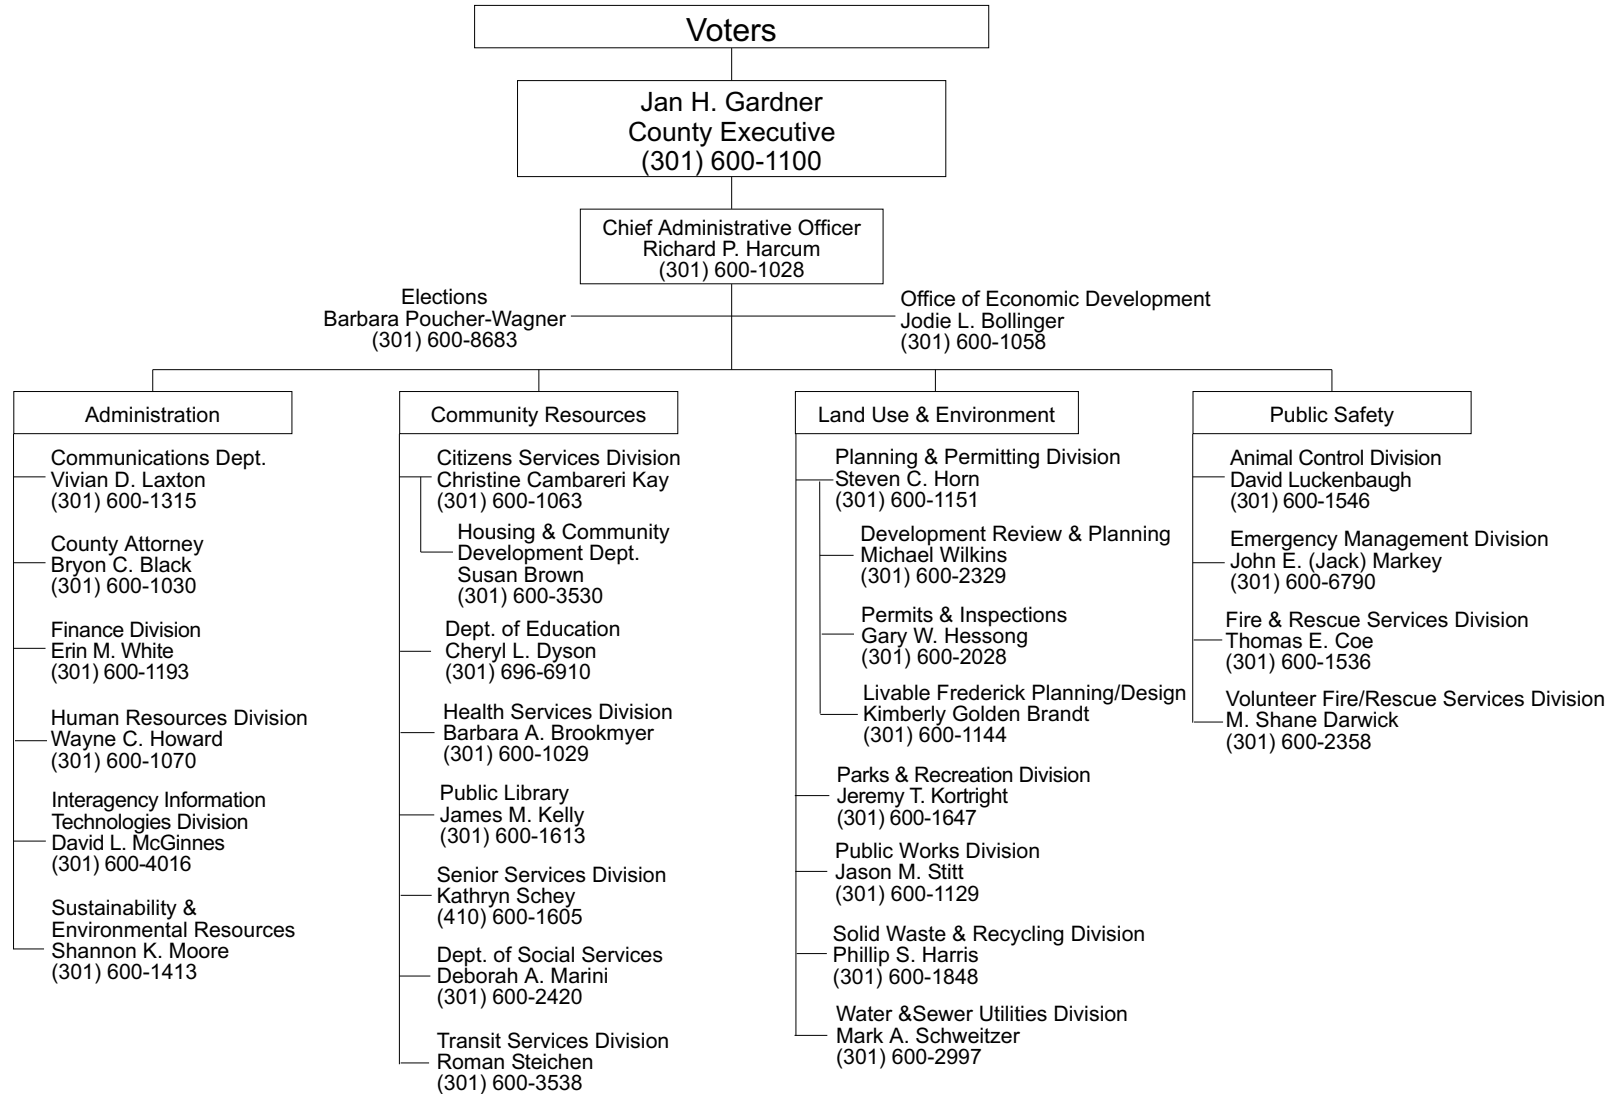 Voters
Jan H. Gardner
County Executive
(301) 600-1100
Chief Administrative Officer
Richard P. Harcum
(301) 600-1028
Elections
Barbara Poucher-Wagner
(301) 600-8683
Office of Economic Development
Jodie L. Bollinger
(301) 600-1058
Administration
Communications Dept.
Vivian D. Laxton
(301) 600-1315
County Attorney
Bryon C. Black
(301) 600-1030
Finance Division
Erin M. White
(301) 600-1193
Human Resources Division
Wayne C. Howard
(301) 600-1070
Interagency Information
Technologies Division
David L. McGinnes
(301) 600-4016
Sustainability &
Environmental Resources
Shannon K. Moore
(301) 600-1413
Community Resources
Citizens Services Division
Christine Cambareri Kay
(301) 600-1063
Housing & Community
Development Dept.
Susan Brown
(301) 600-3530
Dept. of Education
Cheryl L. Dyson
(301) 696-6910
Health Services Division
Barbara A. Brookmyer
(301) 600-1029
Public Library
James M. Kelly
(301) 600-1613
Senior Services Division
Kathryn Schey
(410) 600-1605
Dept. of Social Services
Deborah A. Marini
(301) 600-2420
Transit Services Division
Roman Steichen
(301) 600-3538
Land Use & Environment
Planning & Permitting Division
Steven C. Horn
(301) 600-1151
Development Review & Planning
Michael Wilkins
(301) 600-2329
Permits & Inspections
Gary W. Hessong
(301) 600-2028
Livable Frederick Planning/Design
Kimberly Golden Brandt
(301) 600-1144
Parks & Recreation Division
Jeremy T. Kortright
(301) 600-1647
Public Works Division
Jason M. Stitt
(301) 600-1129
Solid Waste & Recycling Division
Phillip S. Harris
(301) 600-1848
Water &Sewer Utilities Division
Mark A. Schweitzer
(301) 600-2997
Public Safety
Animal Control Division
David Luckenbaugh
(301) 600-1546
Emergency Management Division
John E. (Jack) Markey
(301) 600-6790
Fire & Rescue Services Division
Thomas E. Coe
(301) 600-1536
Volunteer Fire/Rescue Services Division
M. Shane Darwick
(301) 600-2358